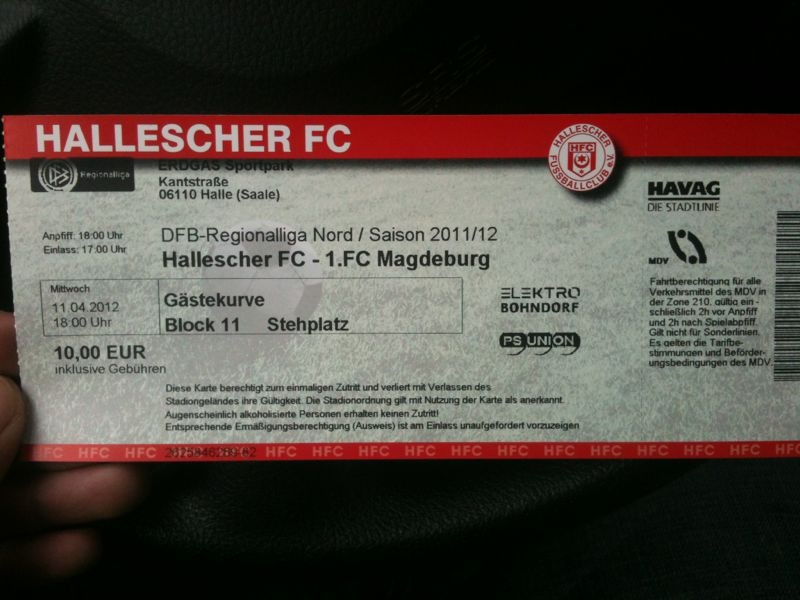 HALLESCHER FC
HALLESCHER FUSSBALLCLUB e.V.
HFC
Regionalliga
ERDGAS Sportpark
Kantstraße
06110 Halle (Saale)
HAVAG
DIE STADTLINIE
Anpfiff: 18:00 Uhr
Einlass: 17:00 Uhr
DFB-Regionalliga Nord / Saison 2011/12
Hallescher FC - 1.FC Magdeburg
MDV
Mittwoch
11.04.2012
18:00 Uhr
Gästekurve
Block 11 Stehplatz
ELEKTRO
BOHNDORF
PS UNION
Fahrtberechtigung für alle
Verkehrsmittel des MDV in
der Zone 210, gültig ein -
schließlich 2h vor Anpfiff
und 2h nach Spielabpfiff.
Gilt nicht für Sonderlinien.
Es gelten die Tarifbe-
stimmungen und Beförder-
ungsbedingungen des MDV.
10,00 EUR
inklusive Gebühren
Diese Karte berechtigt zum einmaligen Zutritt und verliert mit Verlassen des
Stadiongeländes ihre Gültigkeit. Die Stadionordnung gilt mit Nutzung der Karte als anerkannt.
Augenscheinlich alkoholisierte Personen erhalten keinen Zutritt!
Entsprechende Ermäßigungsberechtigung (Ausweis) ist am Einlass unaufgefordert vorzuzeigen
HFC HFC HFC HFC HFC HFC HFC HFC HFC HFC HFC HFC HFC HFC